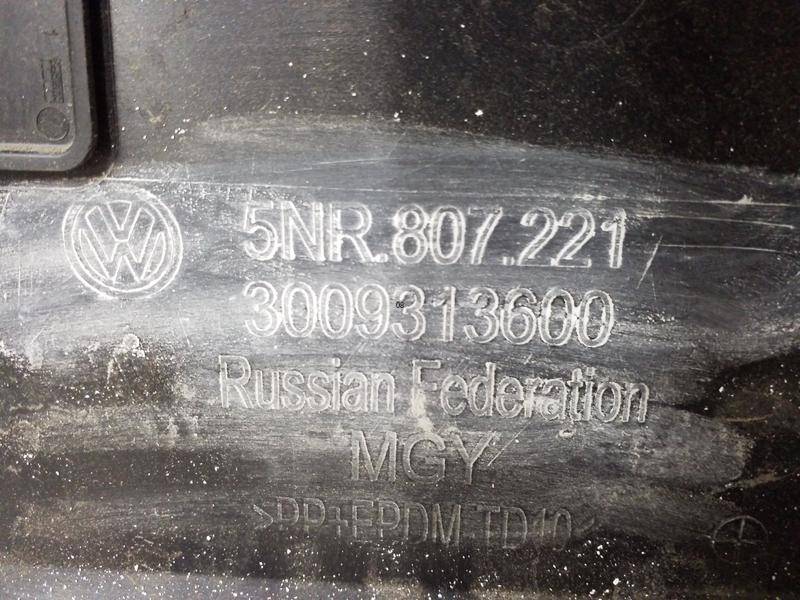 5NR.807.221
3009313600
Russian Federation
MGY
>PP+EPDM-TD10<